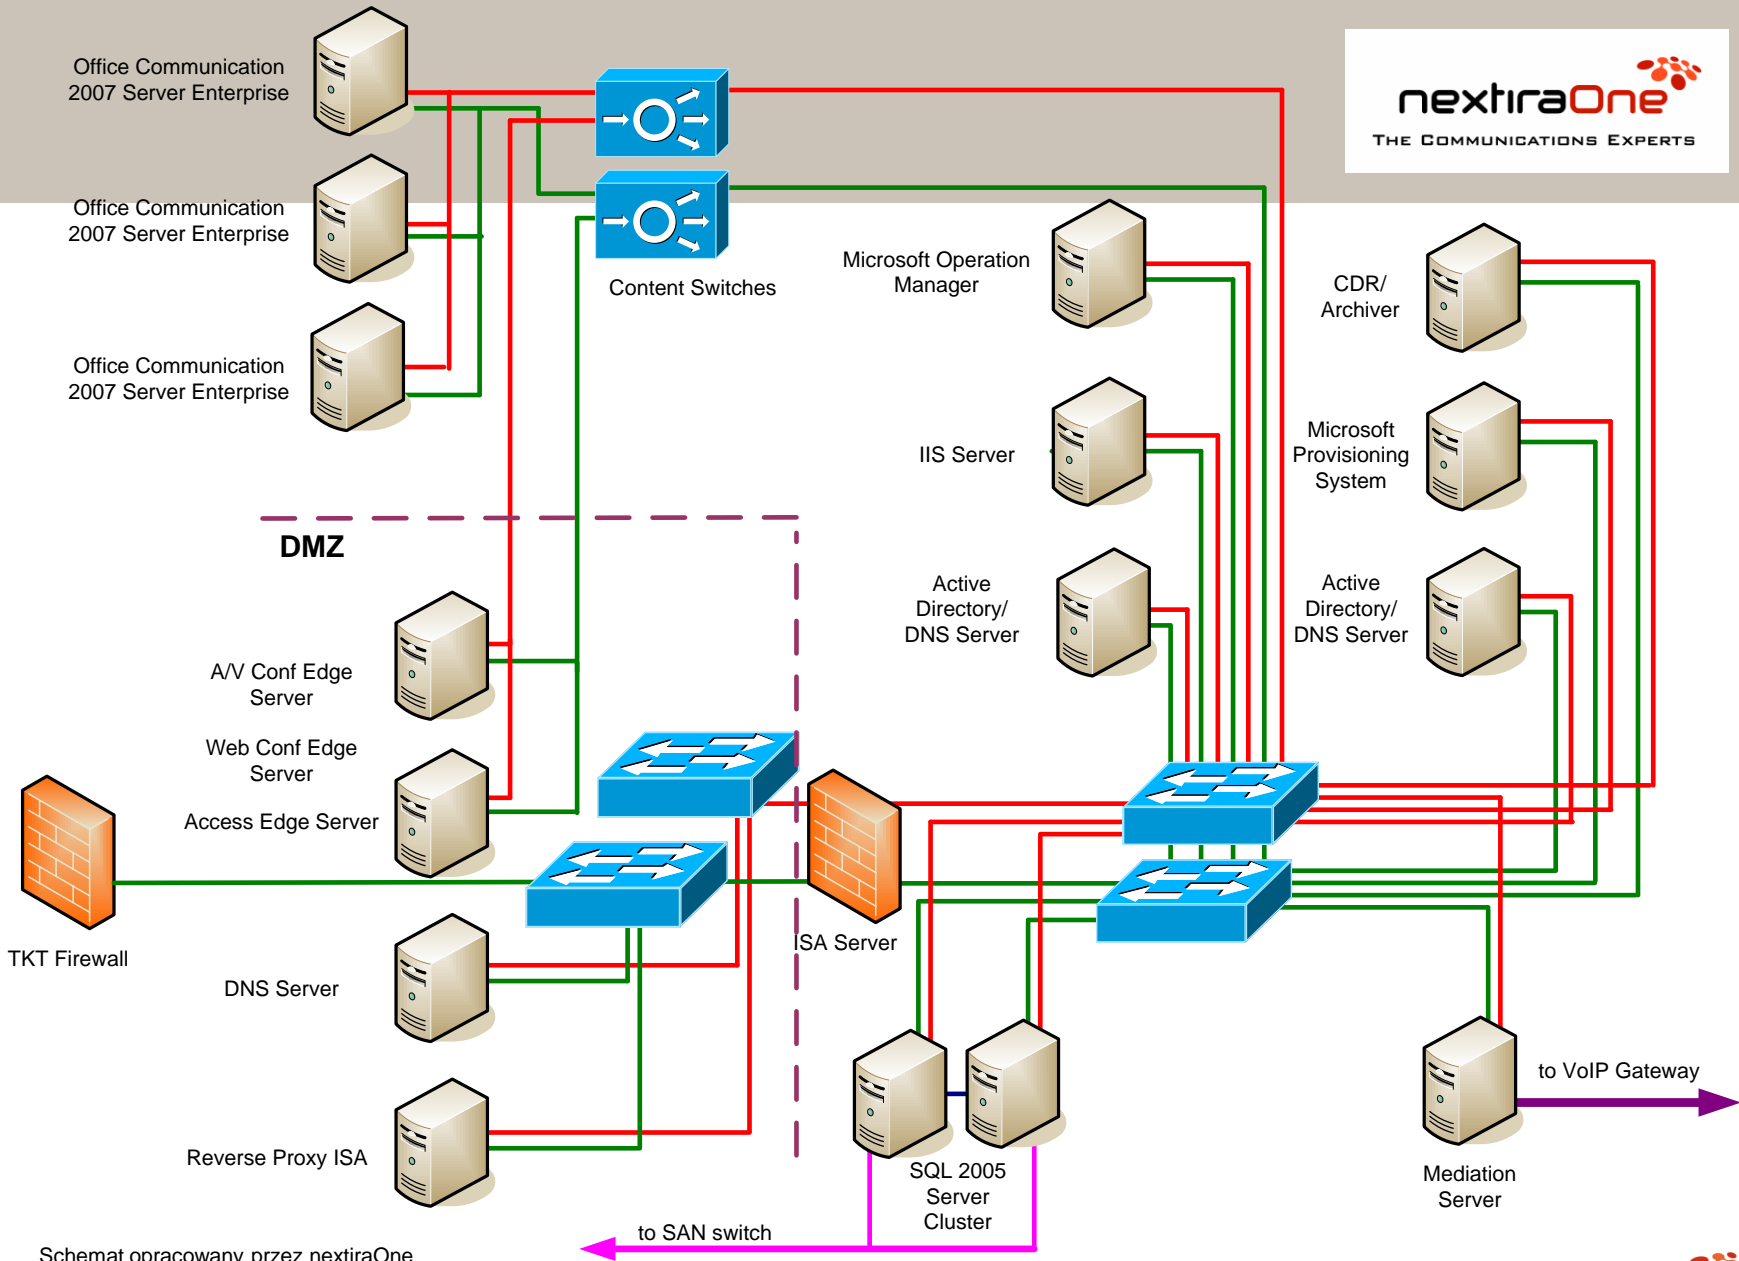 Office Communication
2007 Server Enterprise
nextiraOne
THE COMMUNICATIONS EXPERTS
Office Communication
2007 Server Enterprise
Content Switches
Microsoft Operation
Manager
CDR/
Archiver
Office Communication
2007 Server Enterprise
IIS Server
Microsoft
Provisioning
System
DMZ
Active
Directory/
DNS Server
Active
Directory/
DNS Server
A/V Conf Edge
Server
Web Conf Edge
Server
Access Edge Server
TKT Firewall
ISA Server
DNS Server
to VoIP Gateway
Reverse Proxy ISA
SQL 2005
Server
Cluster
Mediation
Server
to SAN switch
Schemat opracowany przez nextiraOne